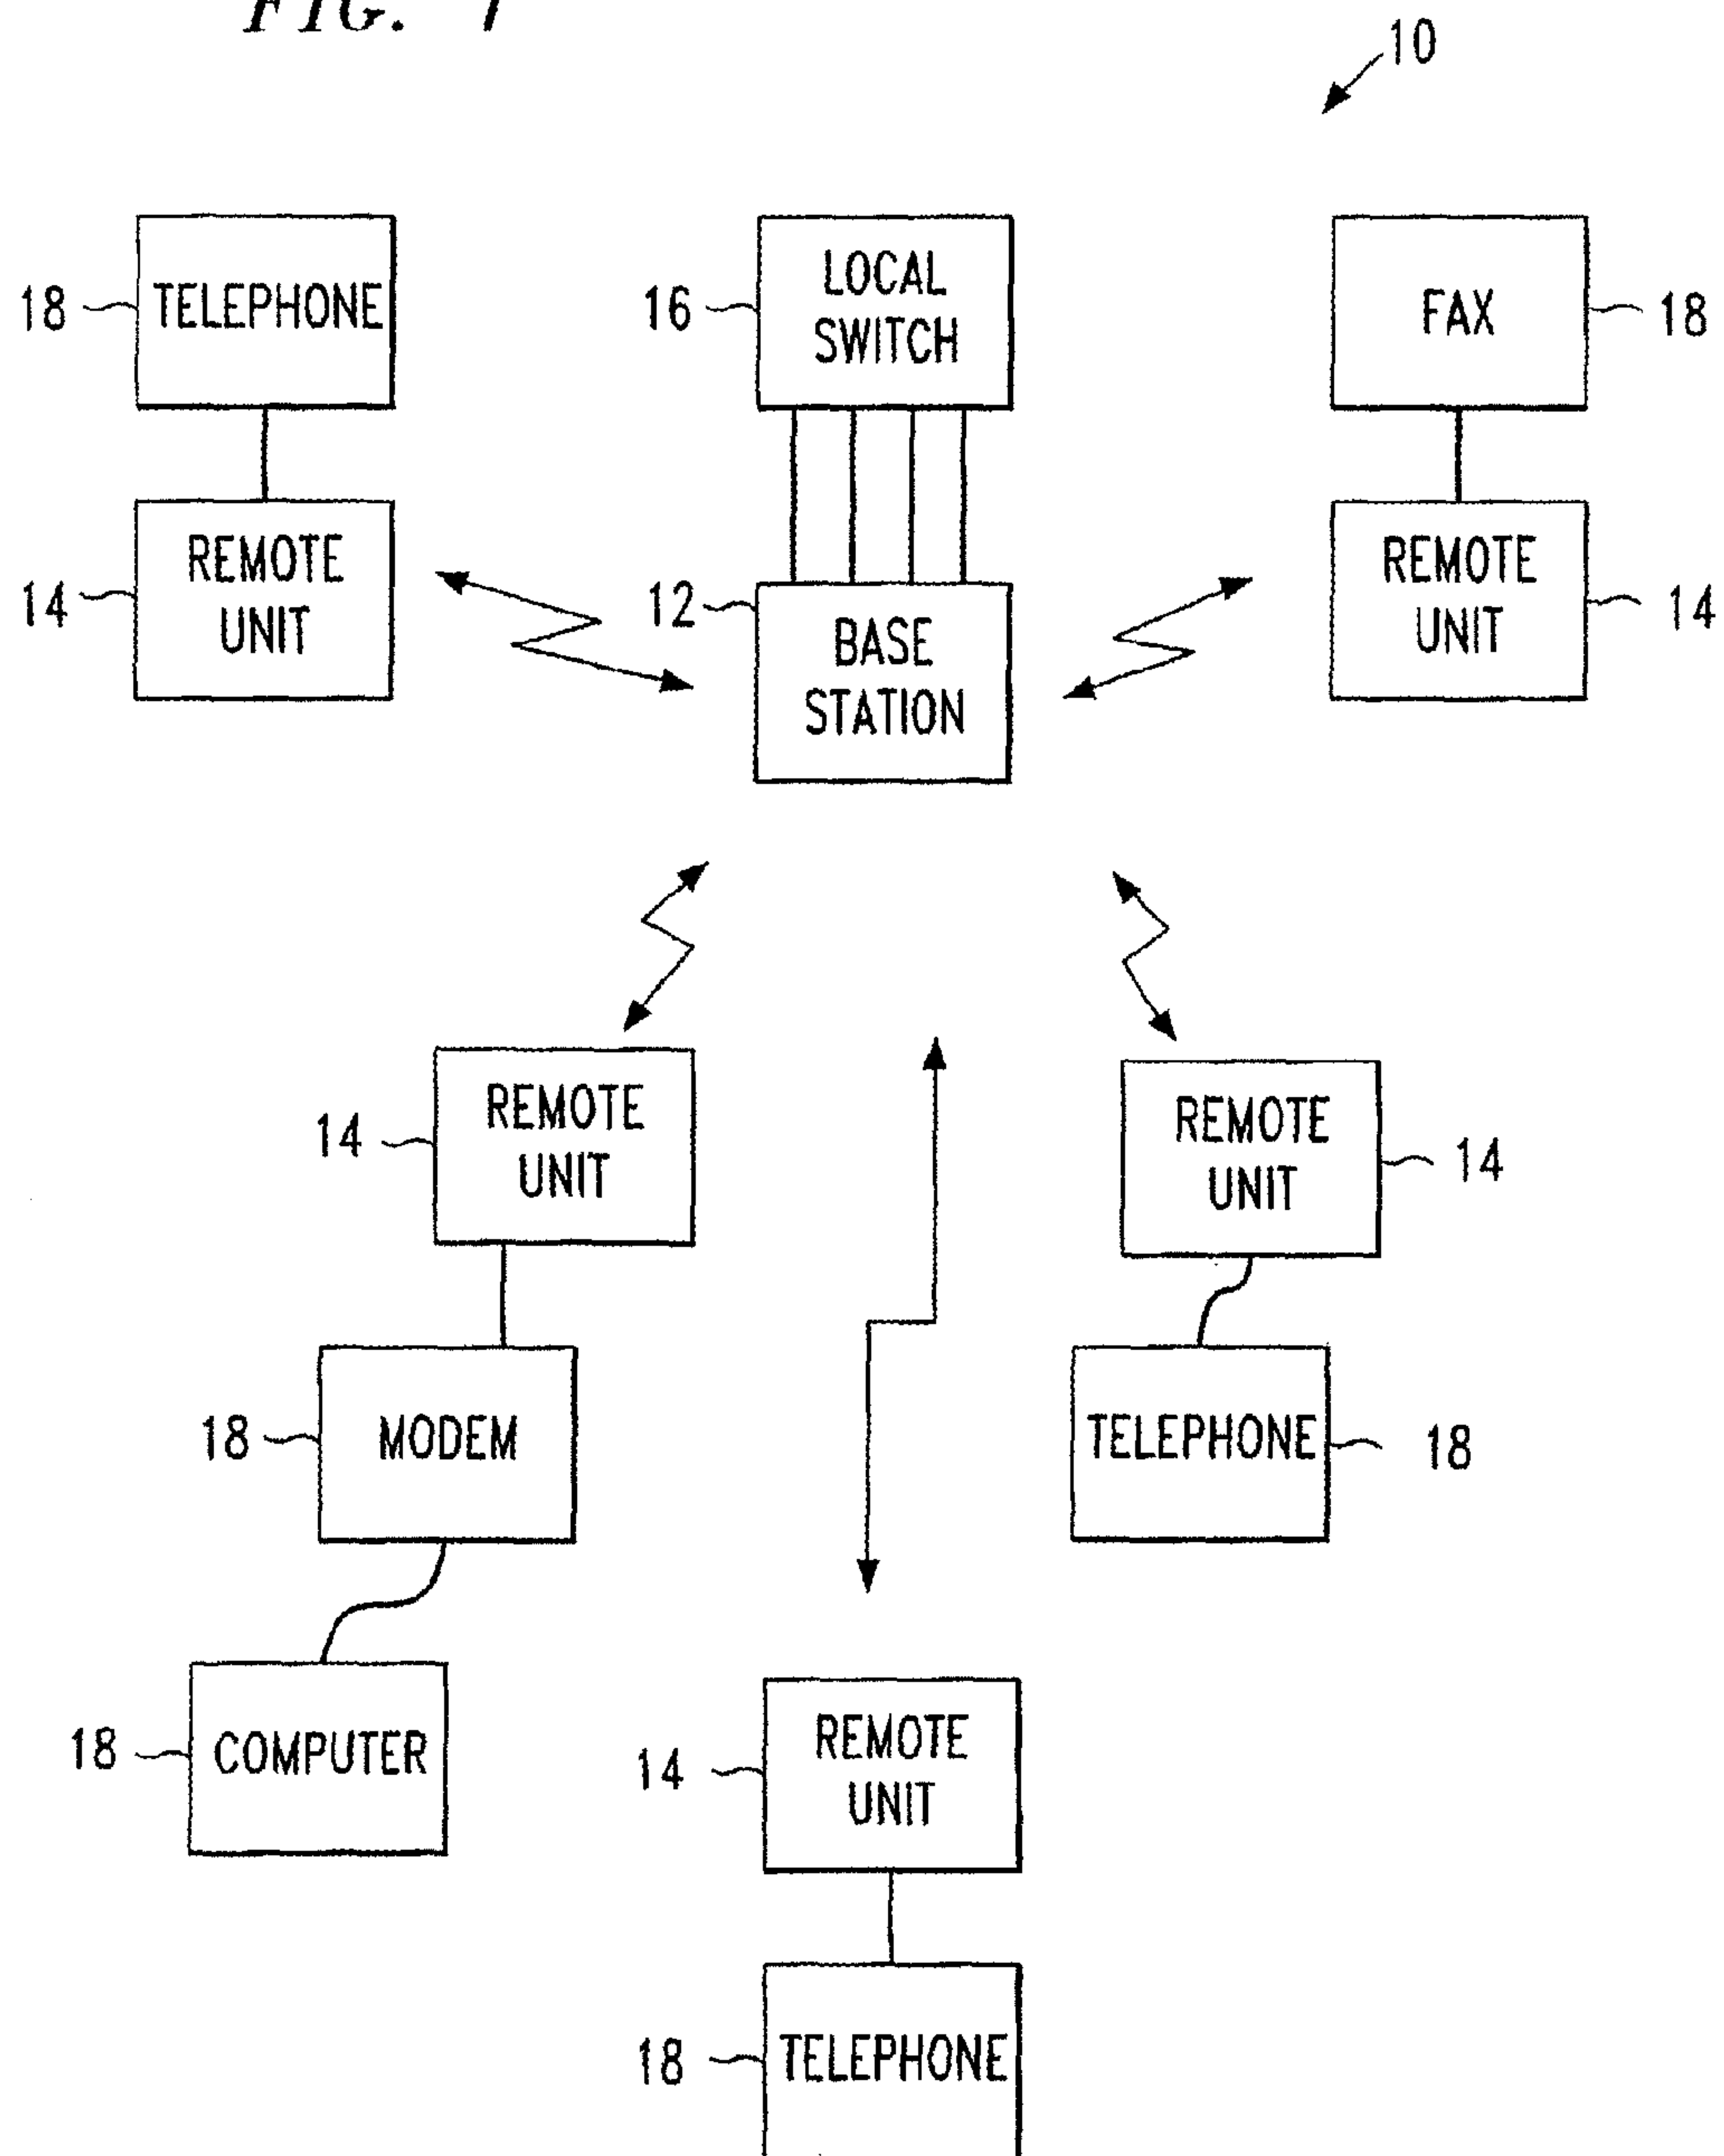 FIG. 1
10
18 TELEPHONE
16 LOCAL
SWITCH
FAX 18
14 REMOTE
UNIT
12 BASE
STATION
REMOTE
UNIT 14
14 REMOTE
UNIT
REMOTE
UNIT 14
18 MODEM
TELEPHONE 18
18 COMPUTER
14 REMOTE
UNIT
18 TELEPHONE